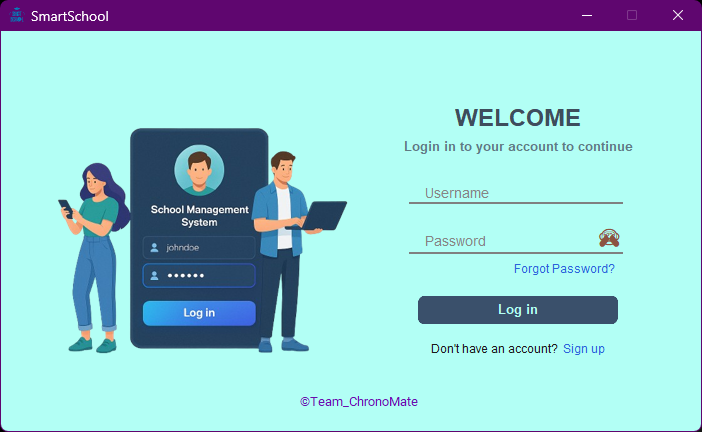 SmartSchool
WELCOME
Login in to your account to continue
School Management
System
johndoe
Log in
Username
Password
Forgot Password?
Log in
Don't have an account? Sign up
©Team_ChronoMate